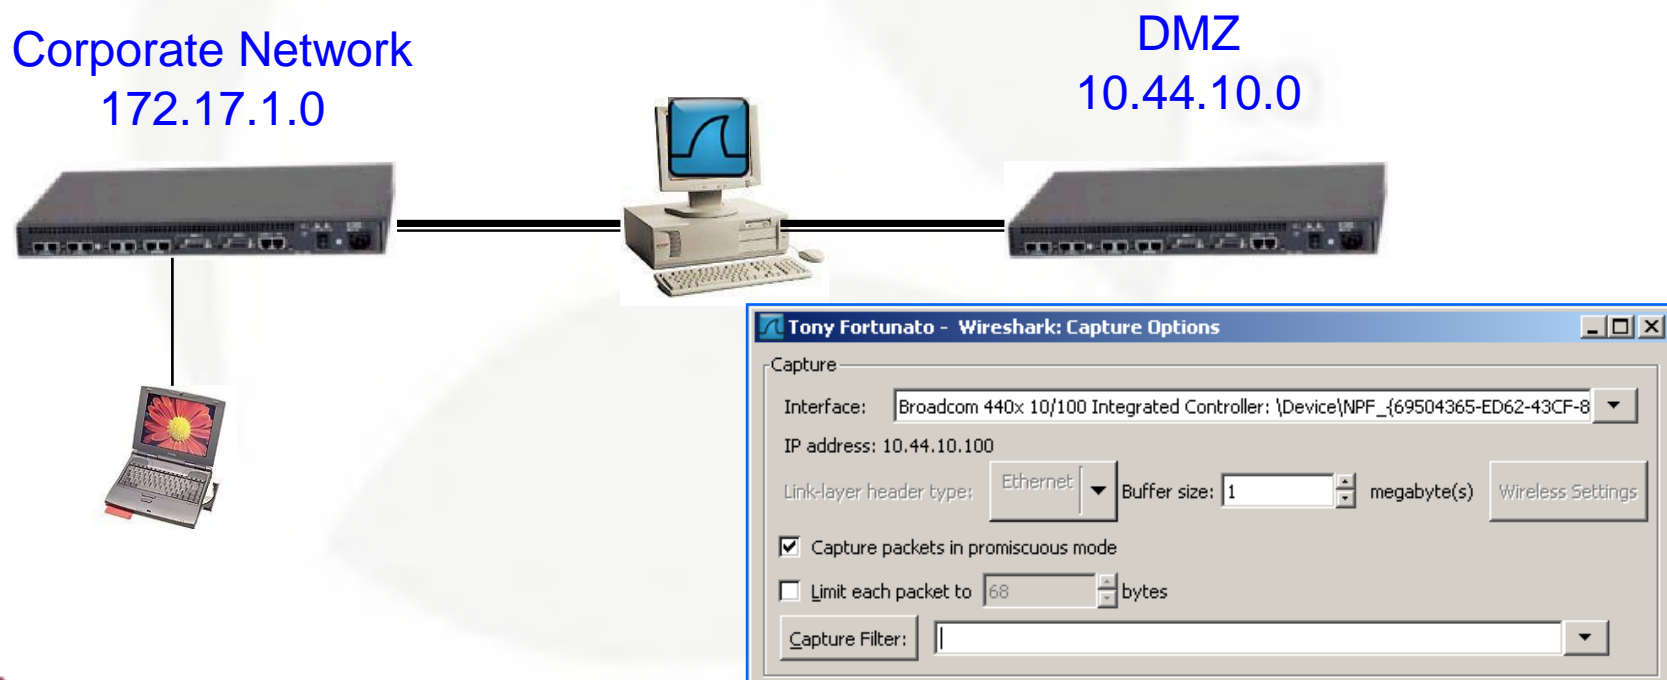 Corporate Network
172.17.1.0
DMZ
10.44.10.0
Tony Fortunato - Wireshark: Capture Options
Capture
Interface: Broadcom 440x 10/100 Integrated Controller: \Device\NPF_{69504365-ED62-43CF-8
IP address: 10.44.10.100
Link-layer header type: Ethernet Buffer size: 1 megabyte(s) Wireless Settings
Capture packets in promiscuous mode
Limit each packet to 68 bytes
Capture Filter: